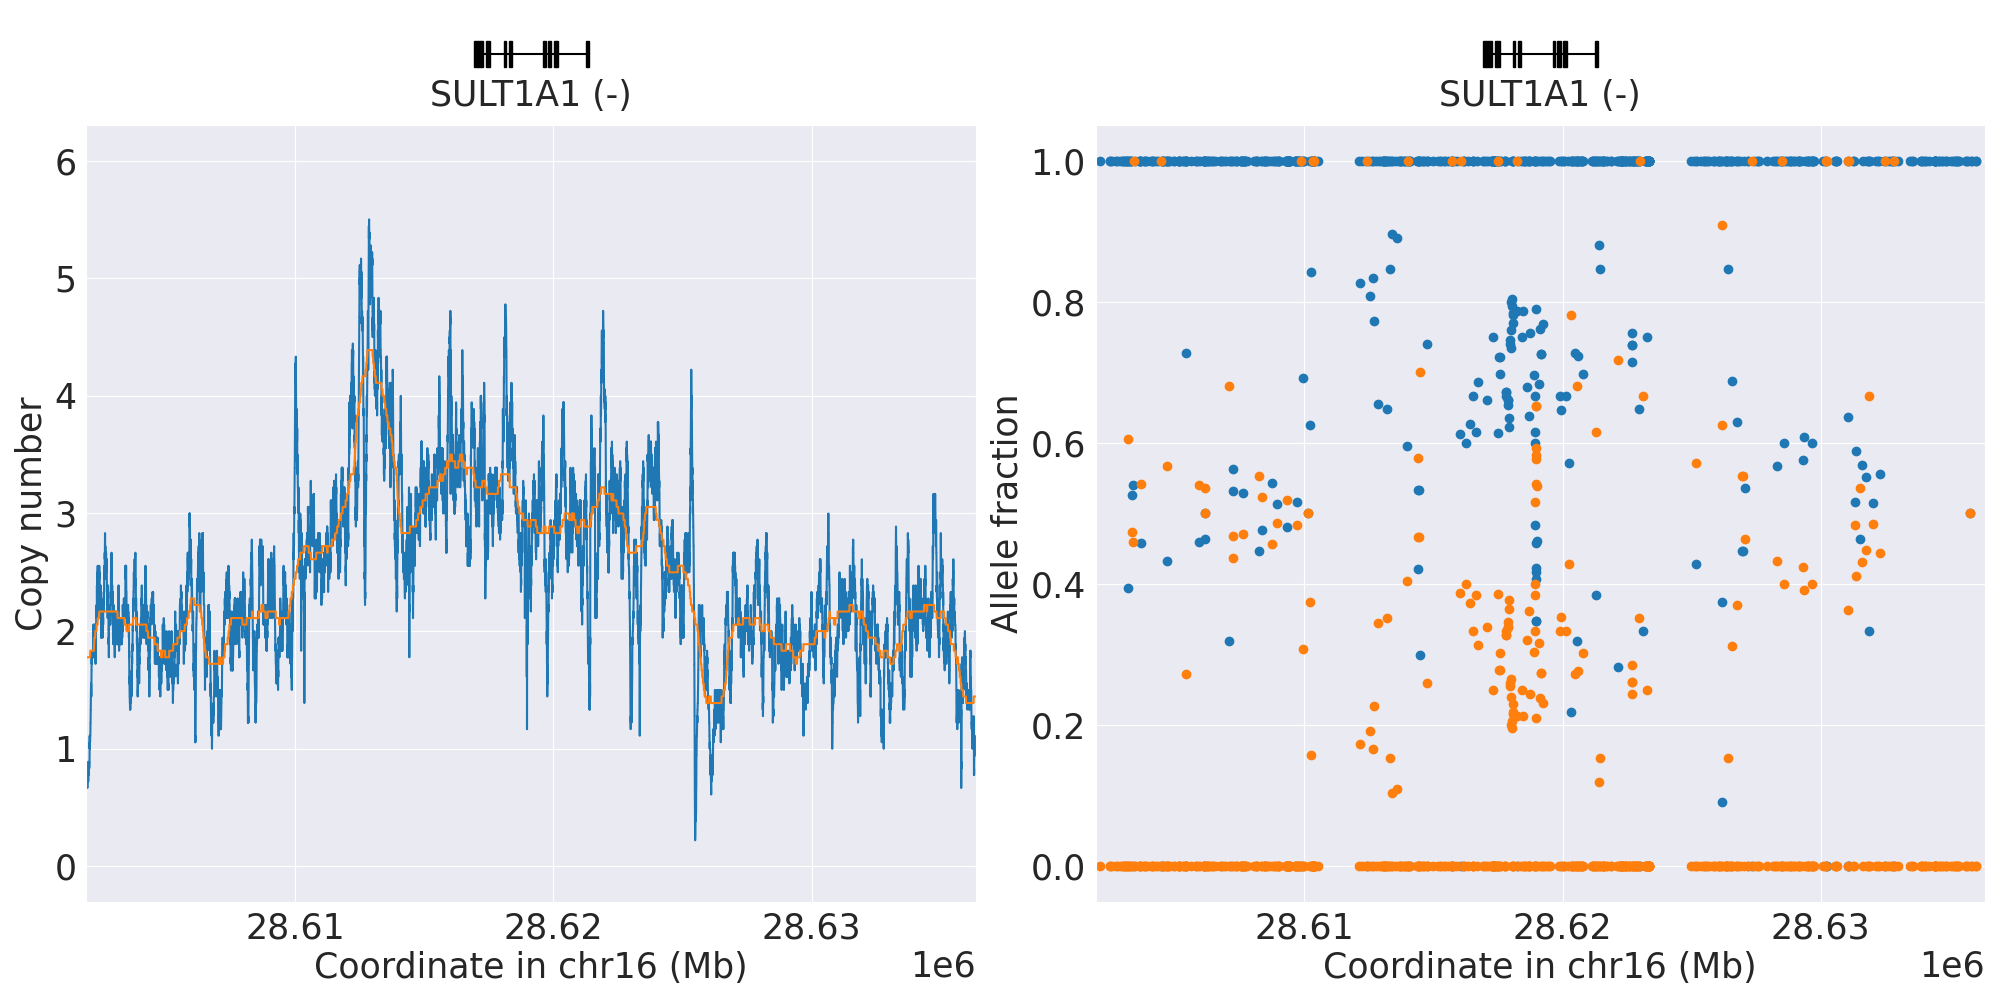 SULT1A1 (-)
6
5
4
3
2
1
0
Copy number
28.61
28.62
28.63
Coordinate in chr16 (Mb)
1e6
SULT1A1 (-)
1.0
0.8
0.6
0.4
0.2
0.0
Allele fraction
28.61
28.62
28.63
Coordinate in chr16 (Mb)
1e6